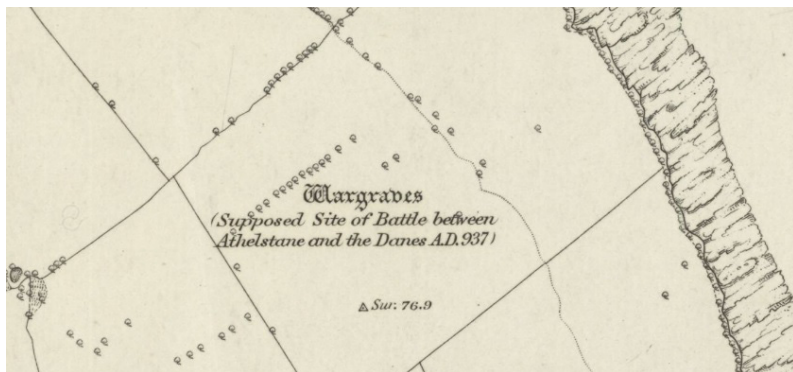 Wargraves
(Supposed Site of Battle between
Athelstane and the Danes A.D. 937)
Sur. 76.9